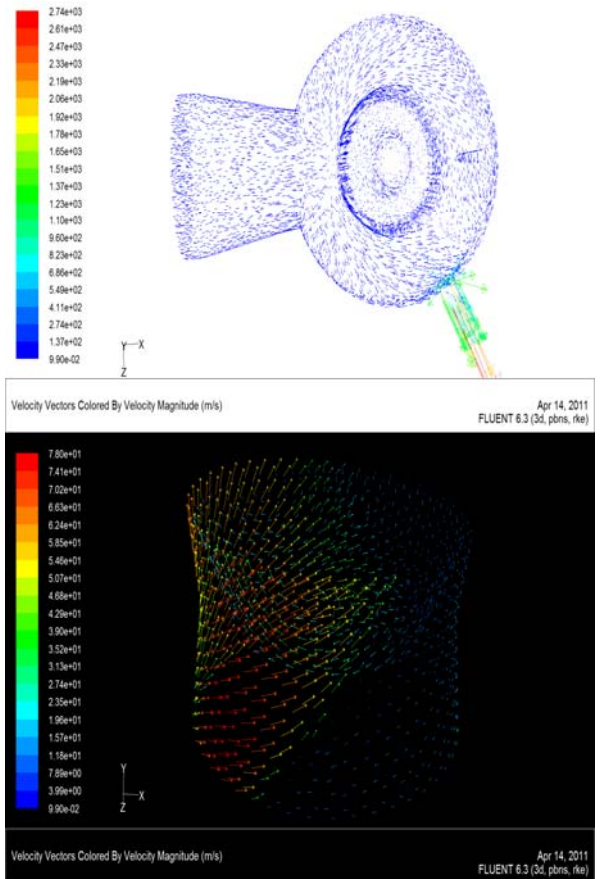 2.74e+03
2.61e+03
2.47e+03
2.33e+03
2.19e+03
2.06e+03
1.92e+03
1.78e+03
1.65e+03
1.51e+03
1.37e+03
1.23e+03
1.10e+03
9.60e+02
8.23e+02
6.86e+02
5.49e+02
4.11e+02
2.74e+02
1.37e+02
9.90e-02
Y X
Z
Velocity Vectors Colored By Velocity Magnitude (m/s) Apr 14, 2011
FLUENT 6.3 (3d, pbns, rke)
7.80e+01
7.41e+01
7.02e+01
6.63e+01
6.24e+01
5.85e+01
5.46e+01
5.07e+01
4.68e+01
4.29e+01
3.90e+01
3.52e+01
3.13e+01
2.74e+01
2.35e+01
1.96e+01
1.57e+01
1.18e+01
7.89e+00
3.99e+00
9.90e-02
Y
Z X
Velocity Vectors Colored By Velocity Magnitude (m/s) Apr 14, 2011
FLUENT 6.3 (3d, pbns, rke)